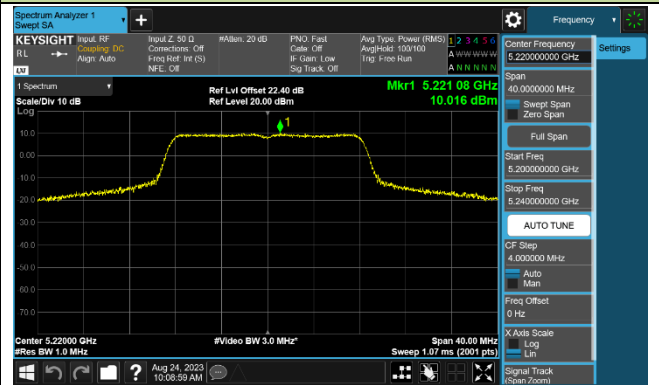 Spectrum Analyzer 1
Swept SA
Frequency
KEYSIGHT
RL
LXI
Input: RF
Coupling: DC
Align: Auto
Input Z: 50 Ω
Corrections: Off
Freq Ref: Int (S)
NFE: Off
#Atten: 20 dB
PNO: Fast
Gate: Off
IF Gain: Low
Sig Track: Off
Avg Type: Power (RMS)
Avg|Hold: 100/100
Trig: Free Run
1 2 3 4 5 6
A W W W W W
A N N N N N
1 Spectrum
Scale/Div 10 dB
Log
Ref Lvl Offset 22.40 dB
Ref Level 20.00 dBm
Mkr1 5.221 08 GHz
10.016 dBm
1
10.0
0.00
-10.0
-20.0
-30.0
-40.0
-50.0
-60.0
-70.0
Center 5.22000 GHz
#Res BW 1.0 MHz
#Video BW 3.0 MHz*
Span 40.00 MHz
Sweep 1.07 ms (2001 pts)
Center Frequency
5.220000000 GHz
Span
40.0000000 MHz
Swept Span
Zero Span
Full Span
Start Freq
5.200000000 GHz
Stop Freq
5.240000000 GHz
AUTO TUNE
CF Step
4.000000 MHz
Auto
Man
Freq Offset
0 Hz
X Axis Scale
Log
Lin
Signal Track
(Span Zoom)
Settings
?
Aug 24, 2023
10:08:59 AM